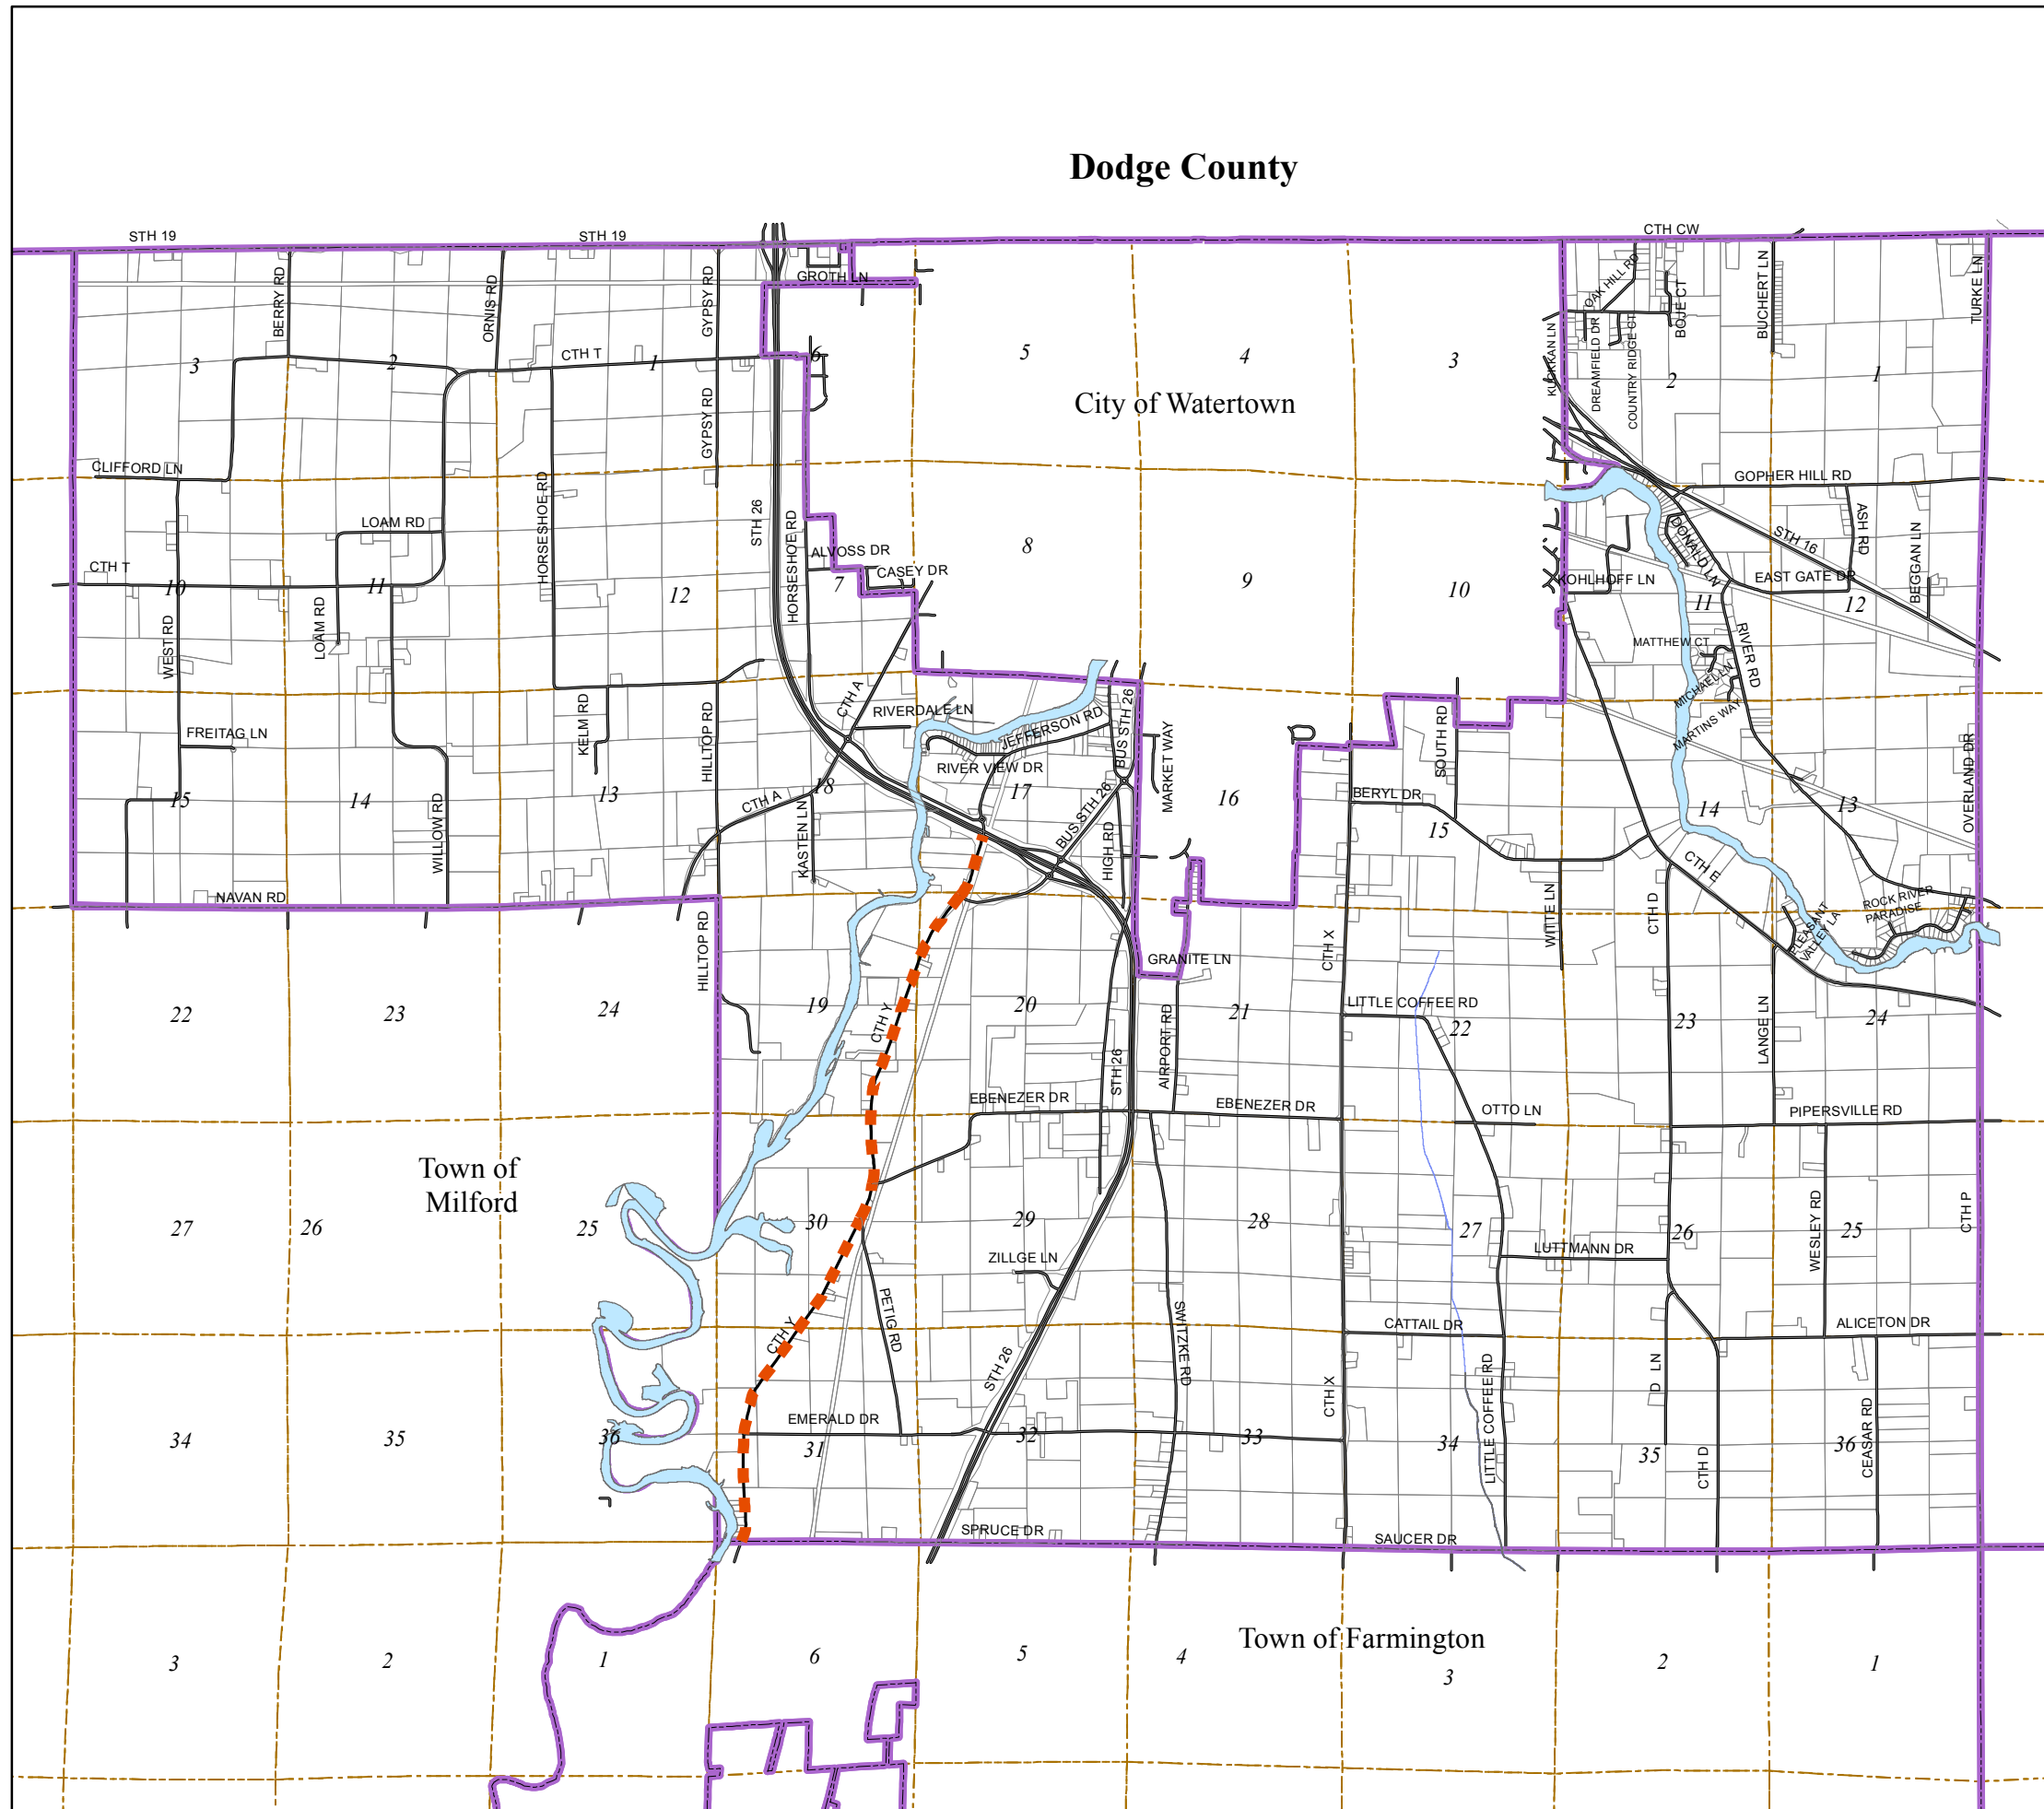 Dodge County
STH 19
STH 19
CTH CW
GROTH LN
BERRY RD
ORNIS RD
GYPSY RD
OAK HILL RD
BOJE CT
BUCHERT LN
TURKE LN
KUCKKAN LN
DREAMFIELD DR
COUNTRY RIDGE CT
3
2
CTH T
1
6
5
4
3
2
1
City of Watertown
GYPSY RD
CLIFFORD LN
GOPHER HILL RD
HORSESHOE RD
STH 26
HORSESHOE RD
LOAM RD
ALVOSS DR
8
DONALD LN
STH 16
ASH RD
BEGGAN LN
CTH T
10
11
12
7
CASEY DR
9
10
KOHLHOFF LN
11
EAST GATE DR
12
WEST RD
LOAM RD
MATTHEW CT
RIVER RD
MICHAEL LN
MARTINS WAY
FREITAG LN
KELM RD
HILLTOP RD
CTH A
RIVERDALE LN
JEFFERSON RD
BUS STH 26
MARKET WAY
SOUTH RD
OVERLAND DR
RIVER VIEW DR
15
14
13
18
17
16
BERYL DR
15
14
13
WILLOW RD
CTH A
KASTEN LN
BUS STH 26
HIGH RD
CTH E
NAVAN RD
HILLTOP RD
WITTE LN
CTH D
PLEASANT
VALLEY LA
ROCK RIVER
PARADISE
GRANITE LN
CTH X
22
23
24
19
CTH Y
20
AIRPORT RD
21
LITTLE COFFEE RD
22
23
LANGE LN
24
STH 26
EBENEZER DR
EBENEZER DR
OTTO LN
PIPERSVILLE RD
Town of
Milford
27
26
25
30
29
28
27
26
WESLEY RD
25
CTH P
ZILLGE LN
LUTTMANN DR
CTH Y
PETIG RD
SWITZKE RD
CATTAIL DR
ALICETON DR
STH 26
CTH X
LITTLE COFFEE RD
D LN
CEASAR RD
34
35
36
EMERALD DR
31
32
33
34
35
CTH D
36
SPRUCE DR
SAUCER DR
Town of Farmington
3
2
1
6
5
4
3
2
1